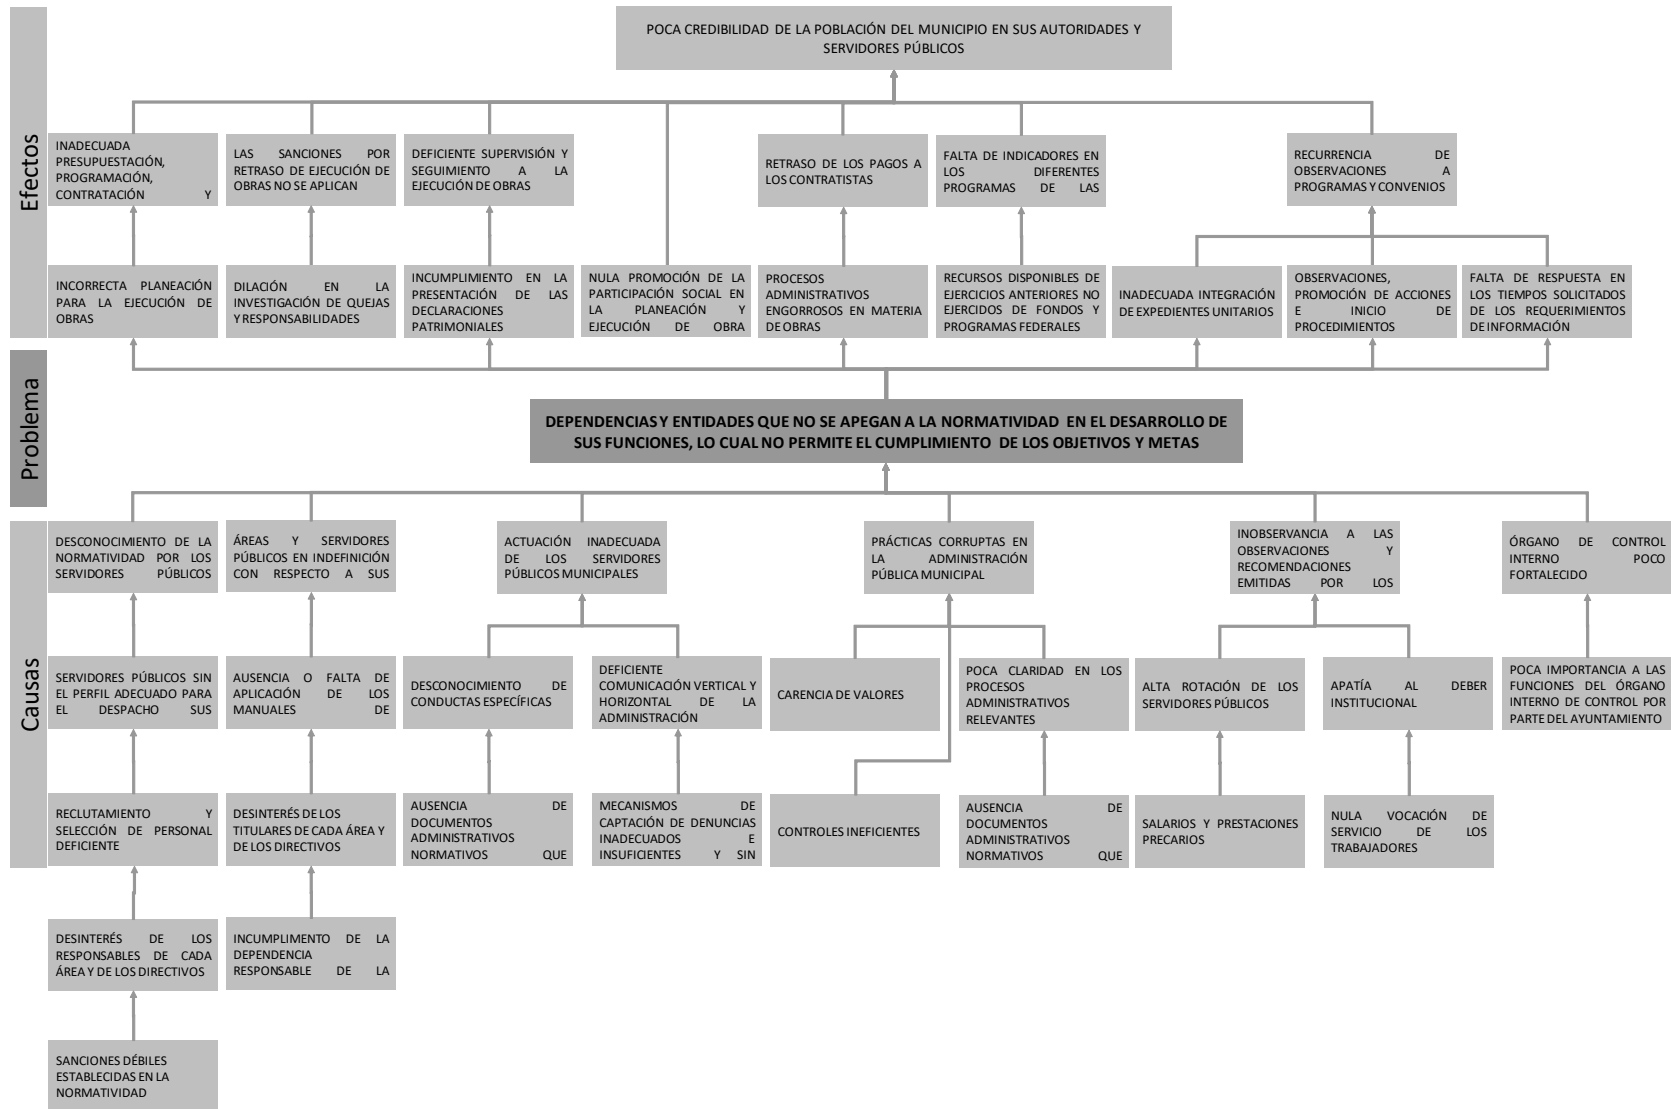 POCA CREDIBILIDAD DE LA POBLACIÓN DEL MUNICIPIO EN SUS AUTORIDADES Y
SERVIDORES PÚBLICOS
Efectos
INADECUADA
PRESUPUESTACIÓN,
PROGRAMACIÓN,
CONTRATACIÓN Y
LAS SANCIONES POR
RETRASO DE EJECUCIÓN DE
OBRAS NO SE APLICAN
DEFICIENTE SUPERVISIÓN Y
SEGUIMIENTO A LA
EJECUCIÓN DE OBRAS
RETRASO DE LOS PAGOS A
LOS CONTRATISTAS
FALTA DE INDICADORES EN
LOS DIFERENTES
PROGRAMAS DE LAS
RECURRENCIA DE
OBSERVACIONES A
PROGRAMAS Y CONVENIOS
INCORRECTA PLANEACIÓN
PARA LA EJECUCIÓN DE
OBRAS
DILACIÓN EN LA
INVESTIGACIÓN DE QUEJAS
Y RESPONSABILIDADES
INCUMPLIMIENTO EN LA
PRESENTACIÓN DE LAS
DECLARACIONES
PATRIMONIALES
NULA PROMOCIÓN DE LA
PARTICIPACIÓN SOCIAL EN
LA PLANEACIÓN Y
EJECUCIÓN DE OBRA
PROCESOS
ADMINISTRATIVOS
ENGORROSOS EN MATERIA
DE OBRAS
RECURSOS DISPONIBLES DE
EJERCICIOS ANTERIORES NO
EJERCIDOS DE FONDOS Y
PROGRAMAS FEDERALES
INADECUADA INTEGRACIÓN
DE EXPEDIENTES UNITARIOS
OBSERVACIONES,
PROMOCIÓN DE ACCIONES
E INICIO DE
PROCEDIMIENTOS
FALTA DE RESPUESTA EN
LOS TIEMPOS SOLICITADOS
DE LOS REQUERIMIENTOS
DE INFORMACIÓN
Problema
DEPENDENCIAS Y ENTIDADES QUE NO SE APEGAN A LA NORMATIVIDAD EN EL DESARROLLO DE
SUS FUNCIONES, LO CUAL NO PERMITE EL CUMPLIMIENTO DE LOS OBJETIVOS Y METAS
Causas
DESCONOCIMIENTO DE LA
NORMATIVIDAD POR LOS
SERVIDORES PÚBLICOS
ÁREAS Y SERVIDORES
PÚBLICOS EN INDEFINICIÓN
CON RESPECTO A SUS
ACTUACIÓN INADECUADA
DE LOS SERVIDORES
PÚBLICOS MUNICIPALES
PRÁCTICAS CORRUPTAS EN
LA ADMINISTRACIÓN
PÚBLICA MUNICIPAL
INOBSERVANCIA A LAS
OBSERVACIONES Y
RECOMENDACIONES
EMITIDAS POR LOS
ÓRGANO DE CONTROL
INTERNO POCO
FORTALECIDO
SERVIDORES PÚBLICOS SIN
EL PERFIL ADECUADO PARA
EL DESPACHO SUS
AUSENCIA O FALTA DE
APLICACIÓN DE LOS
MANUALES DE
DESCONOCIMIENTO DE
CONDUCTAS ESPECÍFICAS
DEFICIENTE
COMUNICACIÓN VERTICAL Y
HORIZONTAL DE LA
ADMINISTRACIÓN
CARENCIA DE VALORES
POCA CLARIDAD EN LOS
PROCESOS
ADMINISTRATIVOS
RELEVANTES
ALTA ROTACIÓN DE LOS
SERVIDORES PÚBLICOS
APATÍA AL DEBER
INSTITUCIONAL
POCA IMPORTANCIA A LAS
FUNCIONES DEL ÓRGANO
INTERNO DE CONTROL POR
PARTE DEL AYUNTAMIENTO
RECLUTAMIENTO Y
SELECCIÓN DE PERSONAL
DEFICIENTE
DESINTERÉS DE LOS
TITULARES DE CADA ÁREA Y
DE LOS DIRECTIVOS
AUSENCIA DE
DOCUMENTOS
ADMINISTRATIVOS
NORMATIVOS QUE
MECANISMOS DE
CAPTACIÓN DE DENUNCIAS
INADECUADOS E
INSUFICIENTES Y SIN
CONTROLES INEFICIENTES
AUSENCIA DE
DOCUMENTOS
ADMINISTRATIVOS
NORMATIVOS QUE
SALARIOS Y PRESTACIONES
PRECARIOS
NULA VOCACIÓN DE
SERVICIO DE LOS
TRABAJADORES
DESINTERÉS DE LOS
RESPONSABLES DE CADA
ÁREA Y DE LOS DIRECTIVOS
INCUMPLIMENTO DE LA
DEPENDENCIA
RESPONSABLE DE LA
SANCIONES DÉBILES
ESTABLECIDAS EN LA
NORMATIVIDAD